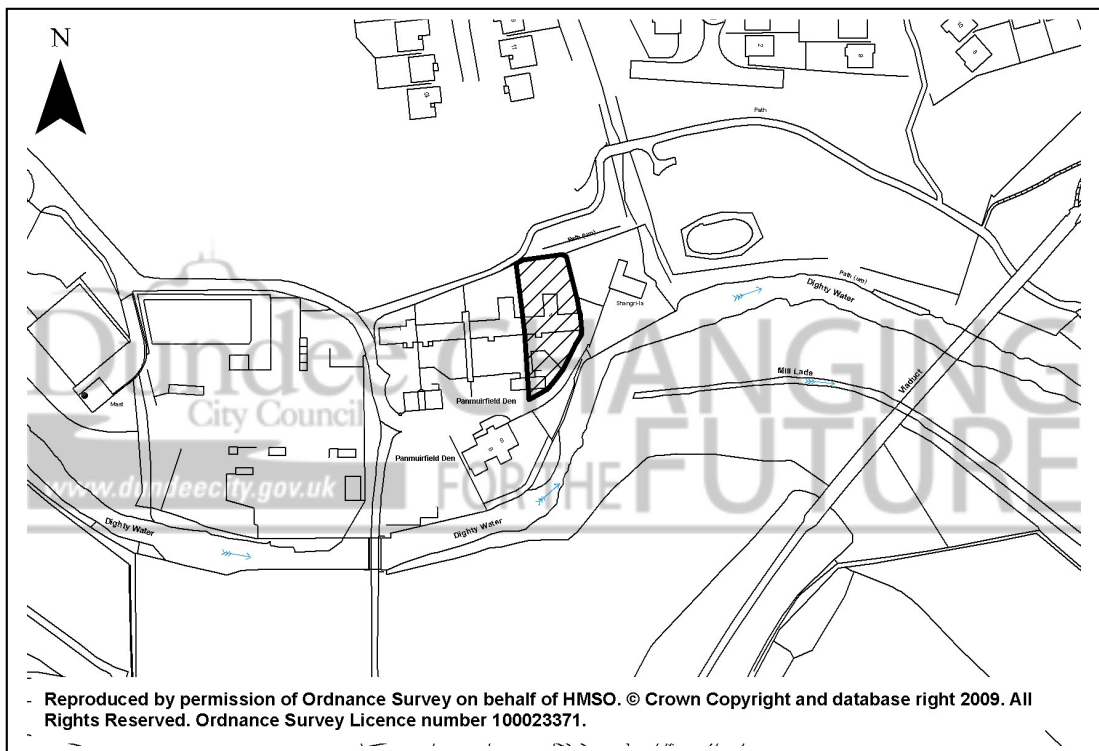 N
Path
Path (um)
Shangri-la
Path (um)
Dighty Water
Mill Lade
Viaduct
Mast
Panmuirfield Den
Panmuirfield Den
Dighty Water
Dighty Water
Dundee
City Council
www.dundeecity.gov.uk
CHANGING
FOR THE FUTURE
Reproduced by permission of Ordnance Survey on behalf of HMSO. © Crown Copyright and database right 2009. All
Rights Reserved. Ordnance Survey Licence number 100023371.